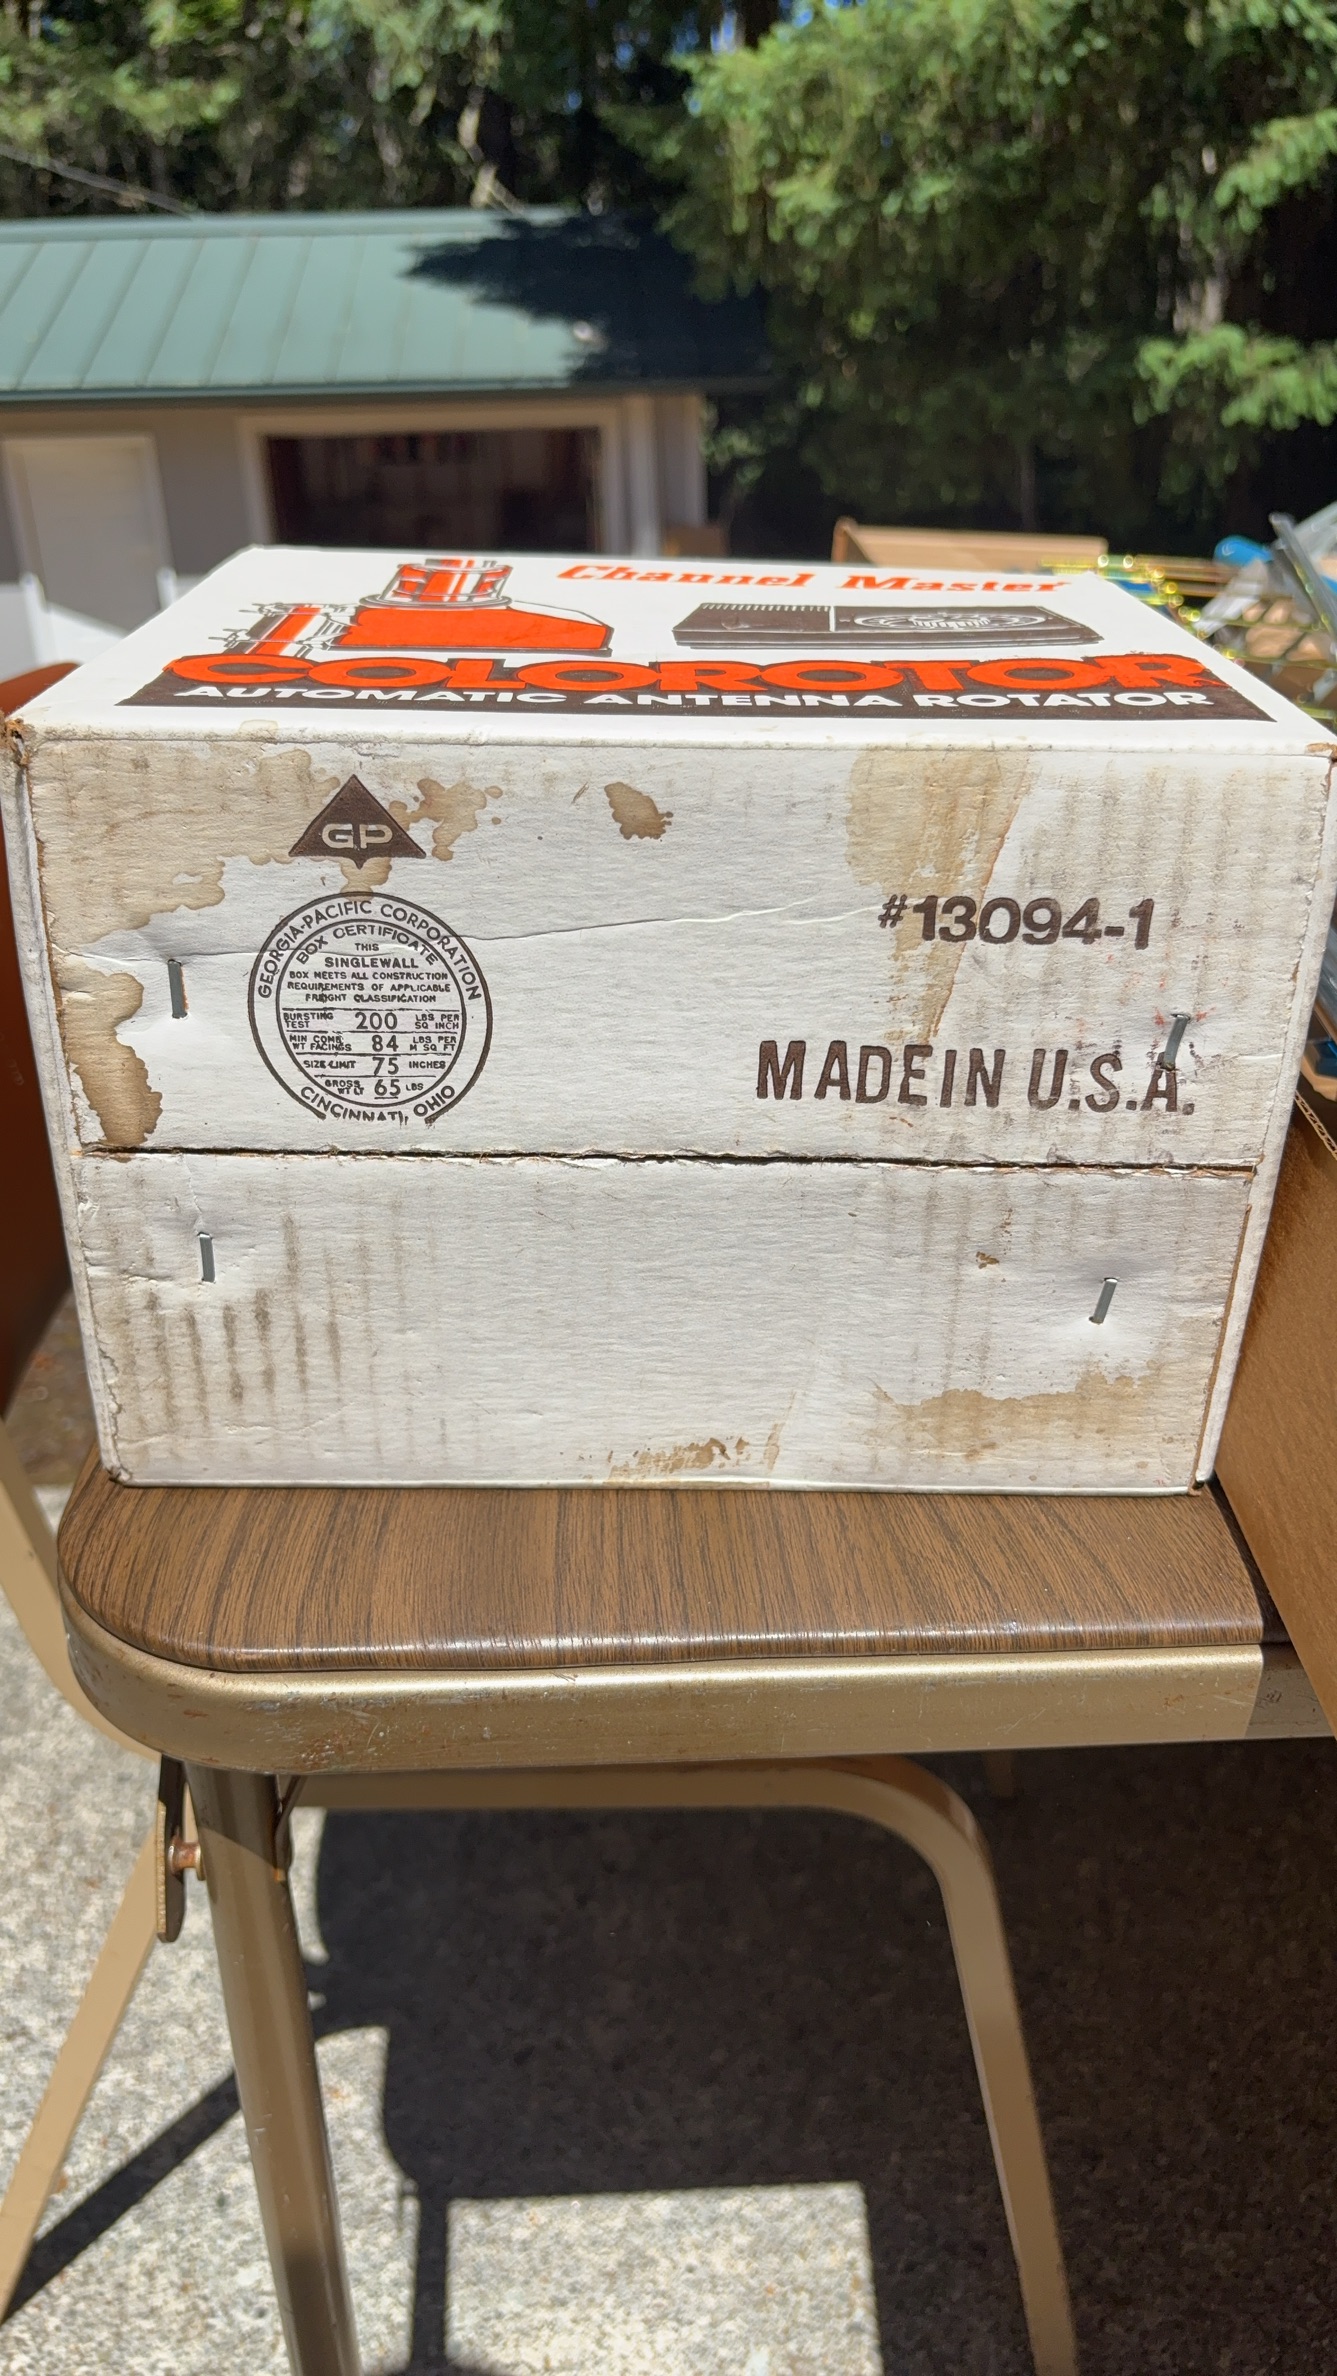 Channel Master
COLOROTOR
AUTOMATIC ANTENNA ROTATOR
GP
GEORGIA-PACIFIC CORPORATION
BOX CERTIFICATE
THIS
SINGLEWALL
BOX MEETS ALL CONSTRUCTION
REQUIREMENTS OF APPLICABLE
FREIGHT CLASSIFICATION
BURSTING TEST 200 LBS PER SQ INCH
MIN COMB WT FACINGS 84 LBS PER M SQ FT
SIZE LIMIT 75 INCHES
GROSS WT LT 65 LBS
CINCINNATI, OHIO
#13094-1
MADE IN U.S.A.